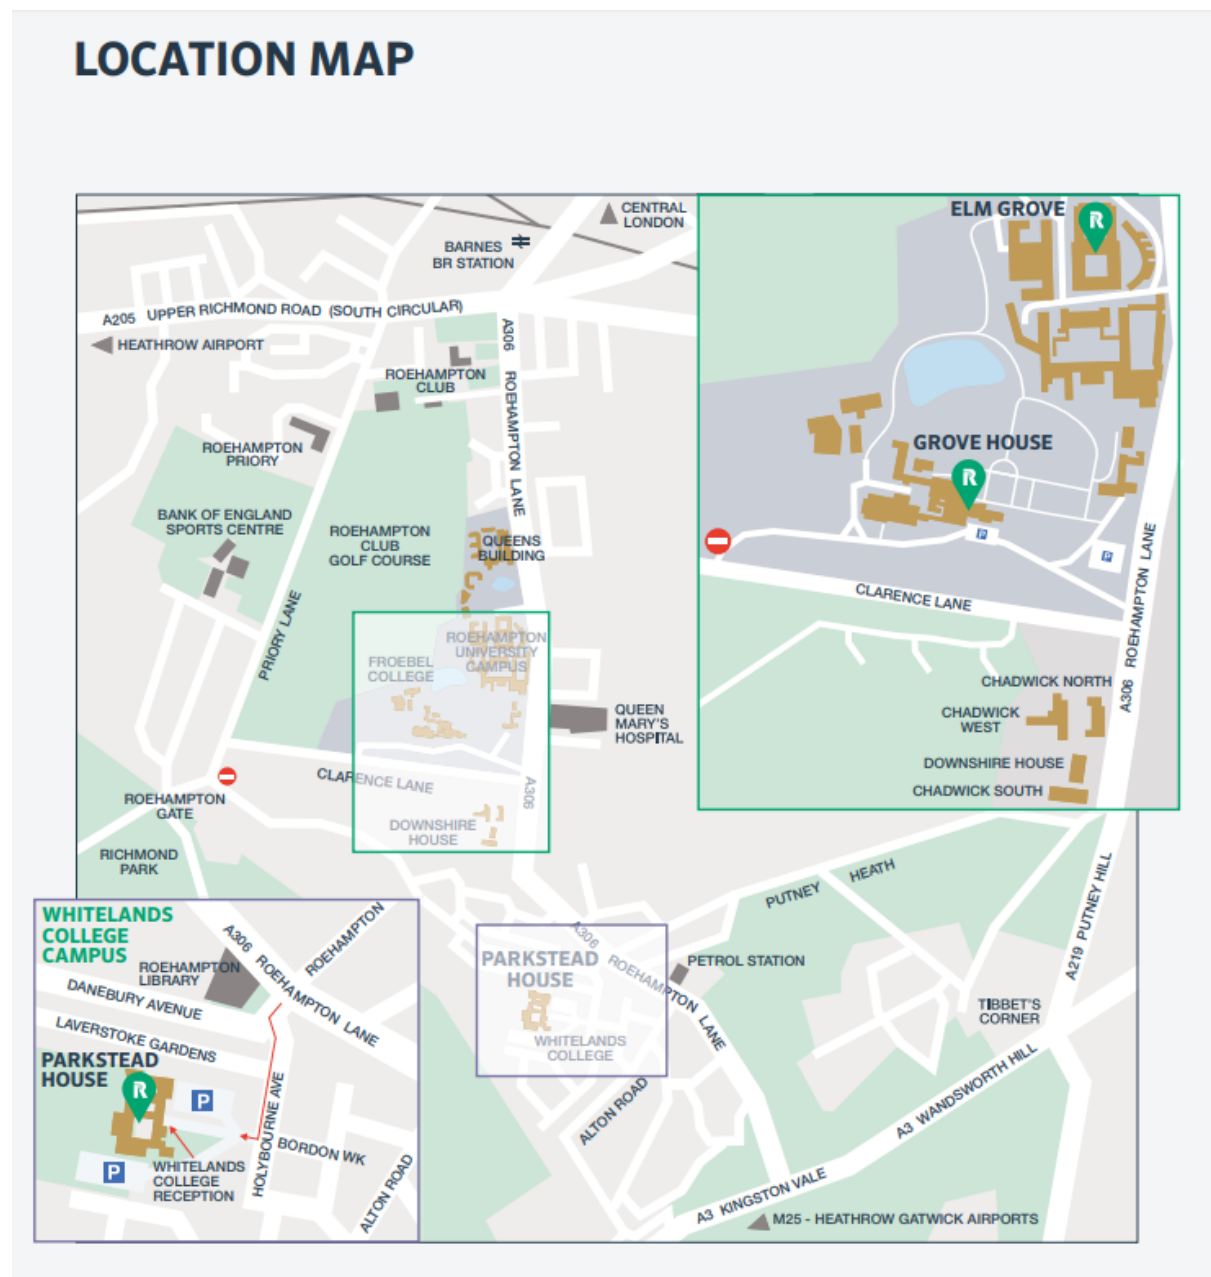 LOCATION MAP
CENTRAL
LONDON
BARNES
BR STATION
A205 UPPER RICHMOND ROAD (SOUTH CIRCULAR)
HEATHROW AIRPORT
A306 ROEHAMPTON LANE
ROEHAMPTON
CLUB
ROEHAMPTON
PRIORY
BANK OF ENGLAND
SPORTS CENTRE
ROEHAMPTON
CLUB
GOLF COURSE
QUEENS
BUILDING
PRIORY LANE
ROEHAMPTON
UNIVERSITY
CAMPUS
FROEBEL
COLLEGE
QUEEN
MARY'S
HOSPITAL
CLARENCE LANE
A306
ROEHAMPTON
GATE
DOWNSHIRE
HOUSE
RICHMOND
PARK
ELM GROVE
R
GROVE HOUSE
R
P
P
CLARENCE LANE
A306 ROEHAMPTON LANE
CHADWICK NORTH
CHADWICK
WEST
DOWNSHIRE HOUSE
CHADWICK SOUTH
PUTNEY HEATH
A219 PUTNEY HILL
A306 ROEHAMPTON LANE
PARKSTEAD
HOUSE
PETROL STATION
WHITELANDS
COLLEGE
TIBBET'S
CORNER
ALTON ROAD
A3 WANDSWORTH HILL
A3 KINGSTON VALE
M25 - HEATHROW GATWICK AIRPORTS
WHITELANDS
COLLEGE
CAMPUS
ROEHAMPTON
LIBRARY
A306 ROEHAMPTON LANE
ROEHAMPTON
DANEBURY AVENUE
LAVERSTOKE GARDENS
PARKSTEAD
HOUSE
R
P
P
HOLYBOURNE AVE
BORDON WK
WHITELANDS
COLLEGE
RECEPTION
ALTON ROAD